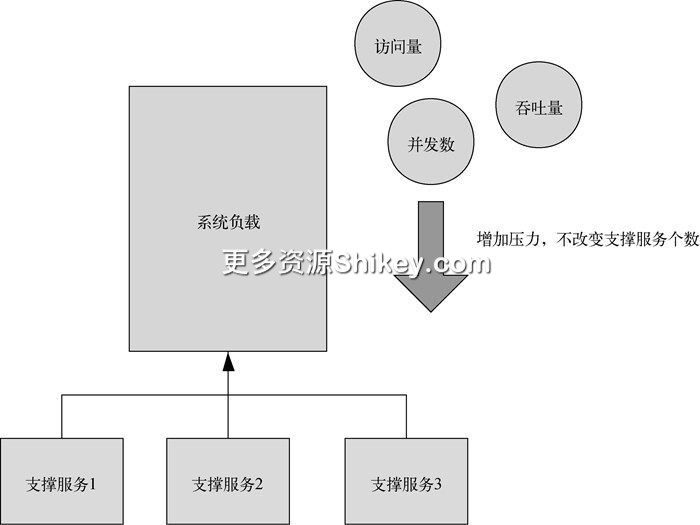 访问量
吞吐量
并发数
系统负载
增加压力，不改变支撑服务个数
更多资源Shikey.com
支撑服务1
支撑服务2
支撑服务3